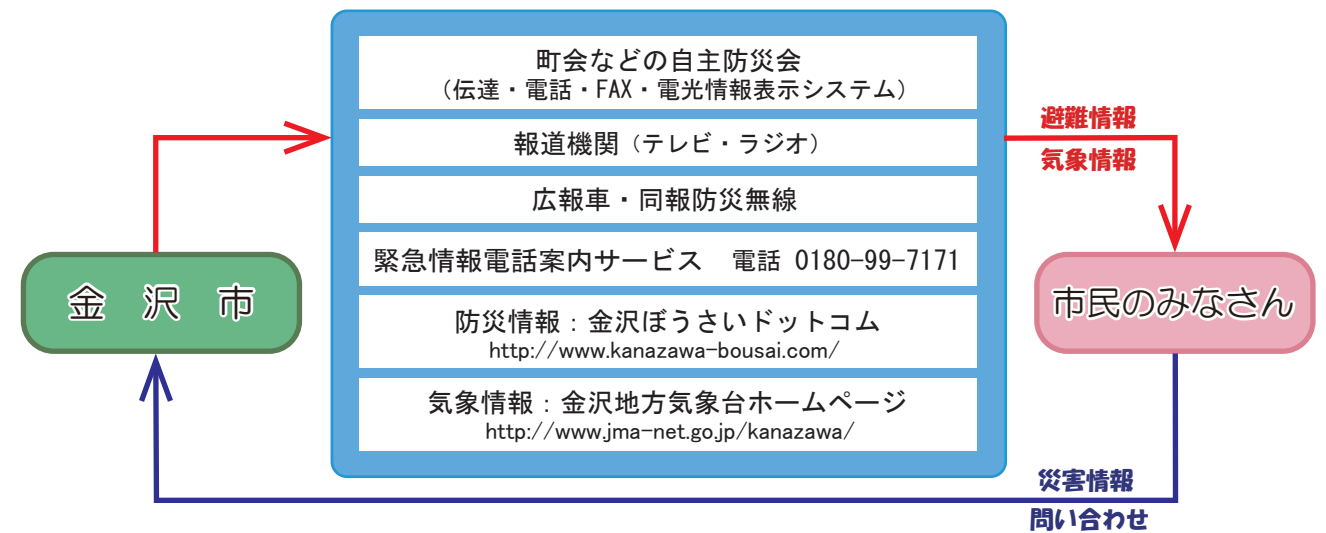 町会などの自主防災会
（伝達・電話・FAX・電光情報表示システム）
報道機関（テレビ・ラジオ）
広報車・同報防災無線
緊急情報電話案内サービス　電話 0180-99-7171
防災情報：金沢ぼうさいドットコム
http://www.kanazawa-bousai.com/
気象情報：金沢地方気象台ホームページ
http://www.jma-net.go.jp/kanazawa/
避難情報
気象情報
金　沢　市
市民のみなさん
災害情報
問い合わせ